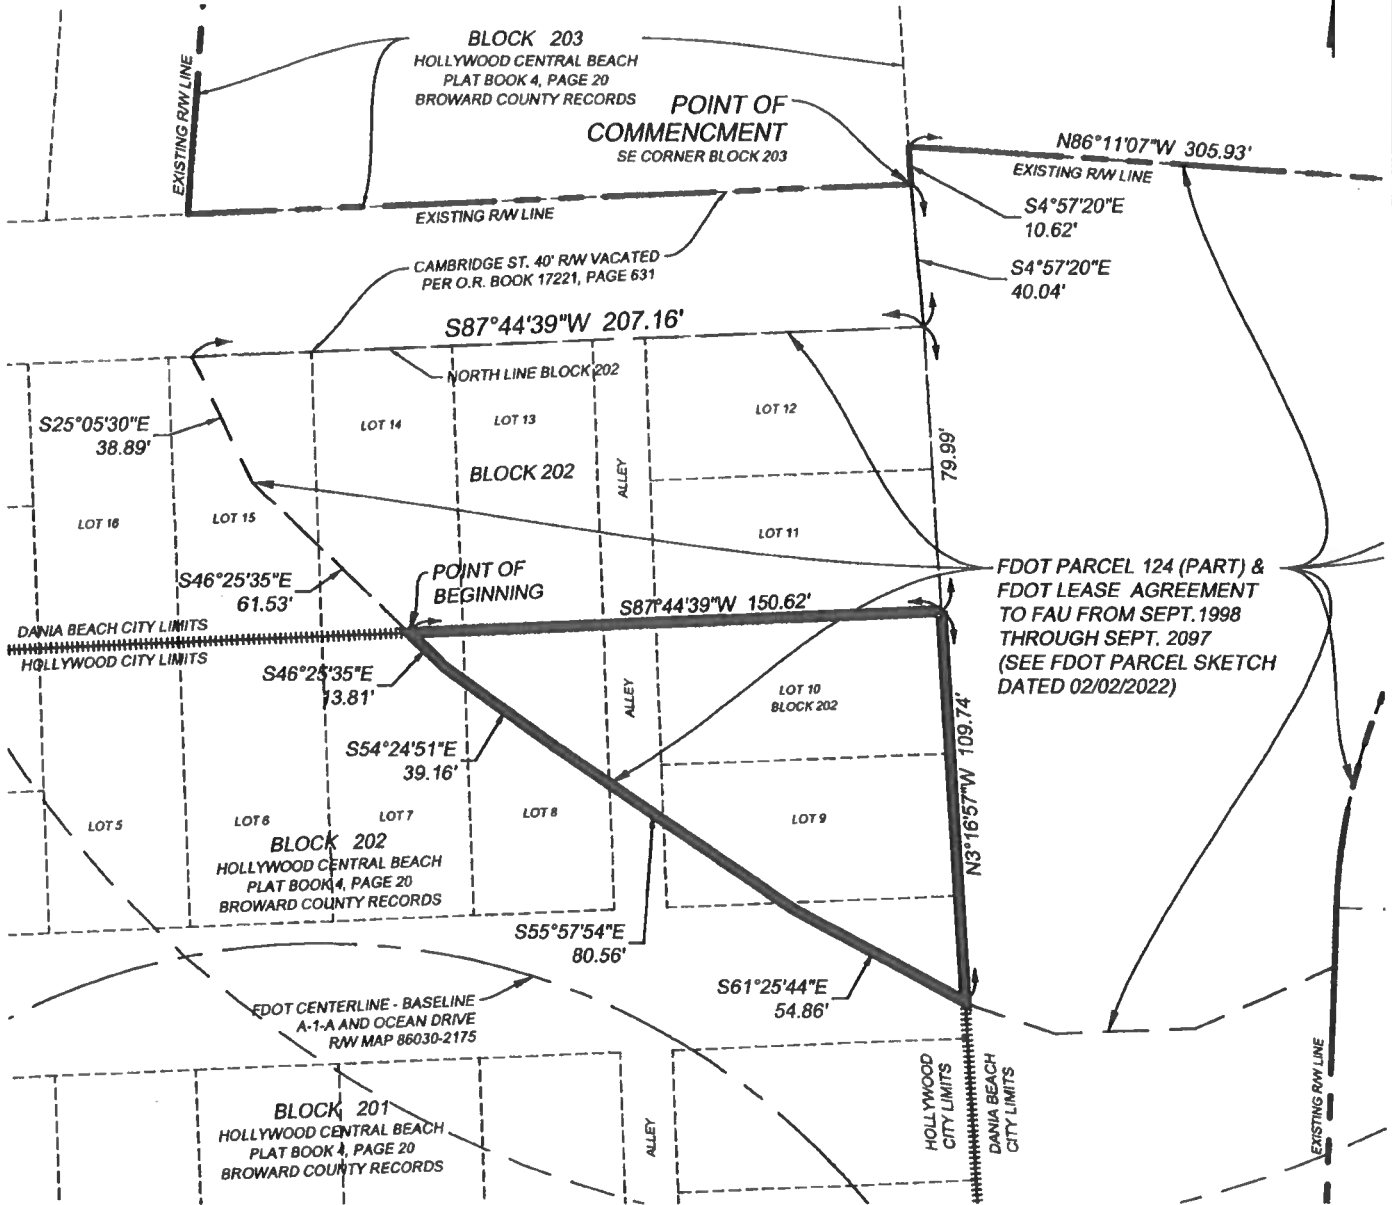 BLOCK 203
HOLLYWOOD CENTRAL BEACH
PLAT BOOK 4, PAGE 20
BROWARD COUNTY RECORDS
EXISTING R/W LINE
POINT OF
COMMENCMENT
SE CORNER BLOCK 203
N86°11'07"W 305.93'
EXISTING R/W LINE
EXISTING R/W LINE
S4°57'20"E
10.62'
CAMBRIDGE ST. 40' R/W VACATED
PER O.R. BOOK 17221, PAGE 631
S4°57'20"E
40.04'
S87°44'39"W 207.16'
NORTH LINE BLOCK 202
S25°05'30"E
38.89'
LOT 14
LOT 13
LOT 12
79.99'
BLOCK 202
ALLEY
LOT 16
LOT 15
LOT 11
S46°25'35"E
61.53'
POINT OF
BEGINNING
S87°44'39"W 150.62'
FDOT PARCEL 124 (PART) &
FDOT LEASE AGREEMENT
TO FAU FROM SEPT.1998
THROUGH SEPT. 2097
(SEE FDOT PARCEL SKETCH
DATED 02/02/2022)
DANIA BEACH CITY LIMITS
HOLLYWOOD CITY LIMITS
S46°25'35"E
13.81'
ALLEY
LOT 10
BLOCK 202
N3°16'57"W 109.74'
S54°24'51"E
39.16'
LOT 5
LOT 6
LOT 7
LOT 8
LOT 9
BLOCK 202
HOLLYWOOD CENTRAL BEACH
PLAT BOOK 4, PAGE 20
BROWARD COUNTY RECORDS
S55°57'54"E
80.56'
S61°25'44"E
54.86'
FDOT CENTERLINE - BASELINE
A-1-A AND OCEAN DRIVE
R/W MAP 86030-2175
HOLLYWOOD
CITY LIMITS
DANIA BEACH
CITY LIMITS
EXISTING R/W LINE
BLOCK 201
HOLLYWOOD CENTRAL BEACH
PLAT BOOK 4, PAGE 20
BROWARD COUNTY RECORDS
ALLEY